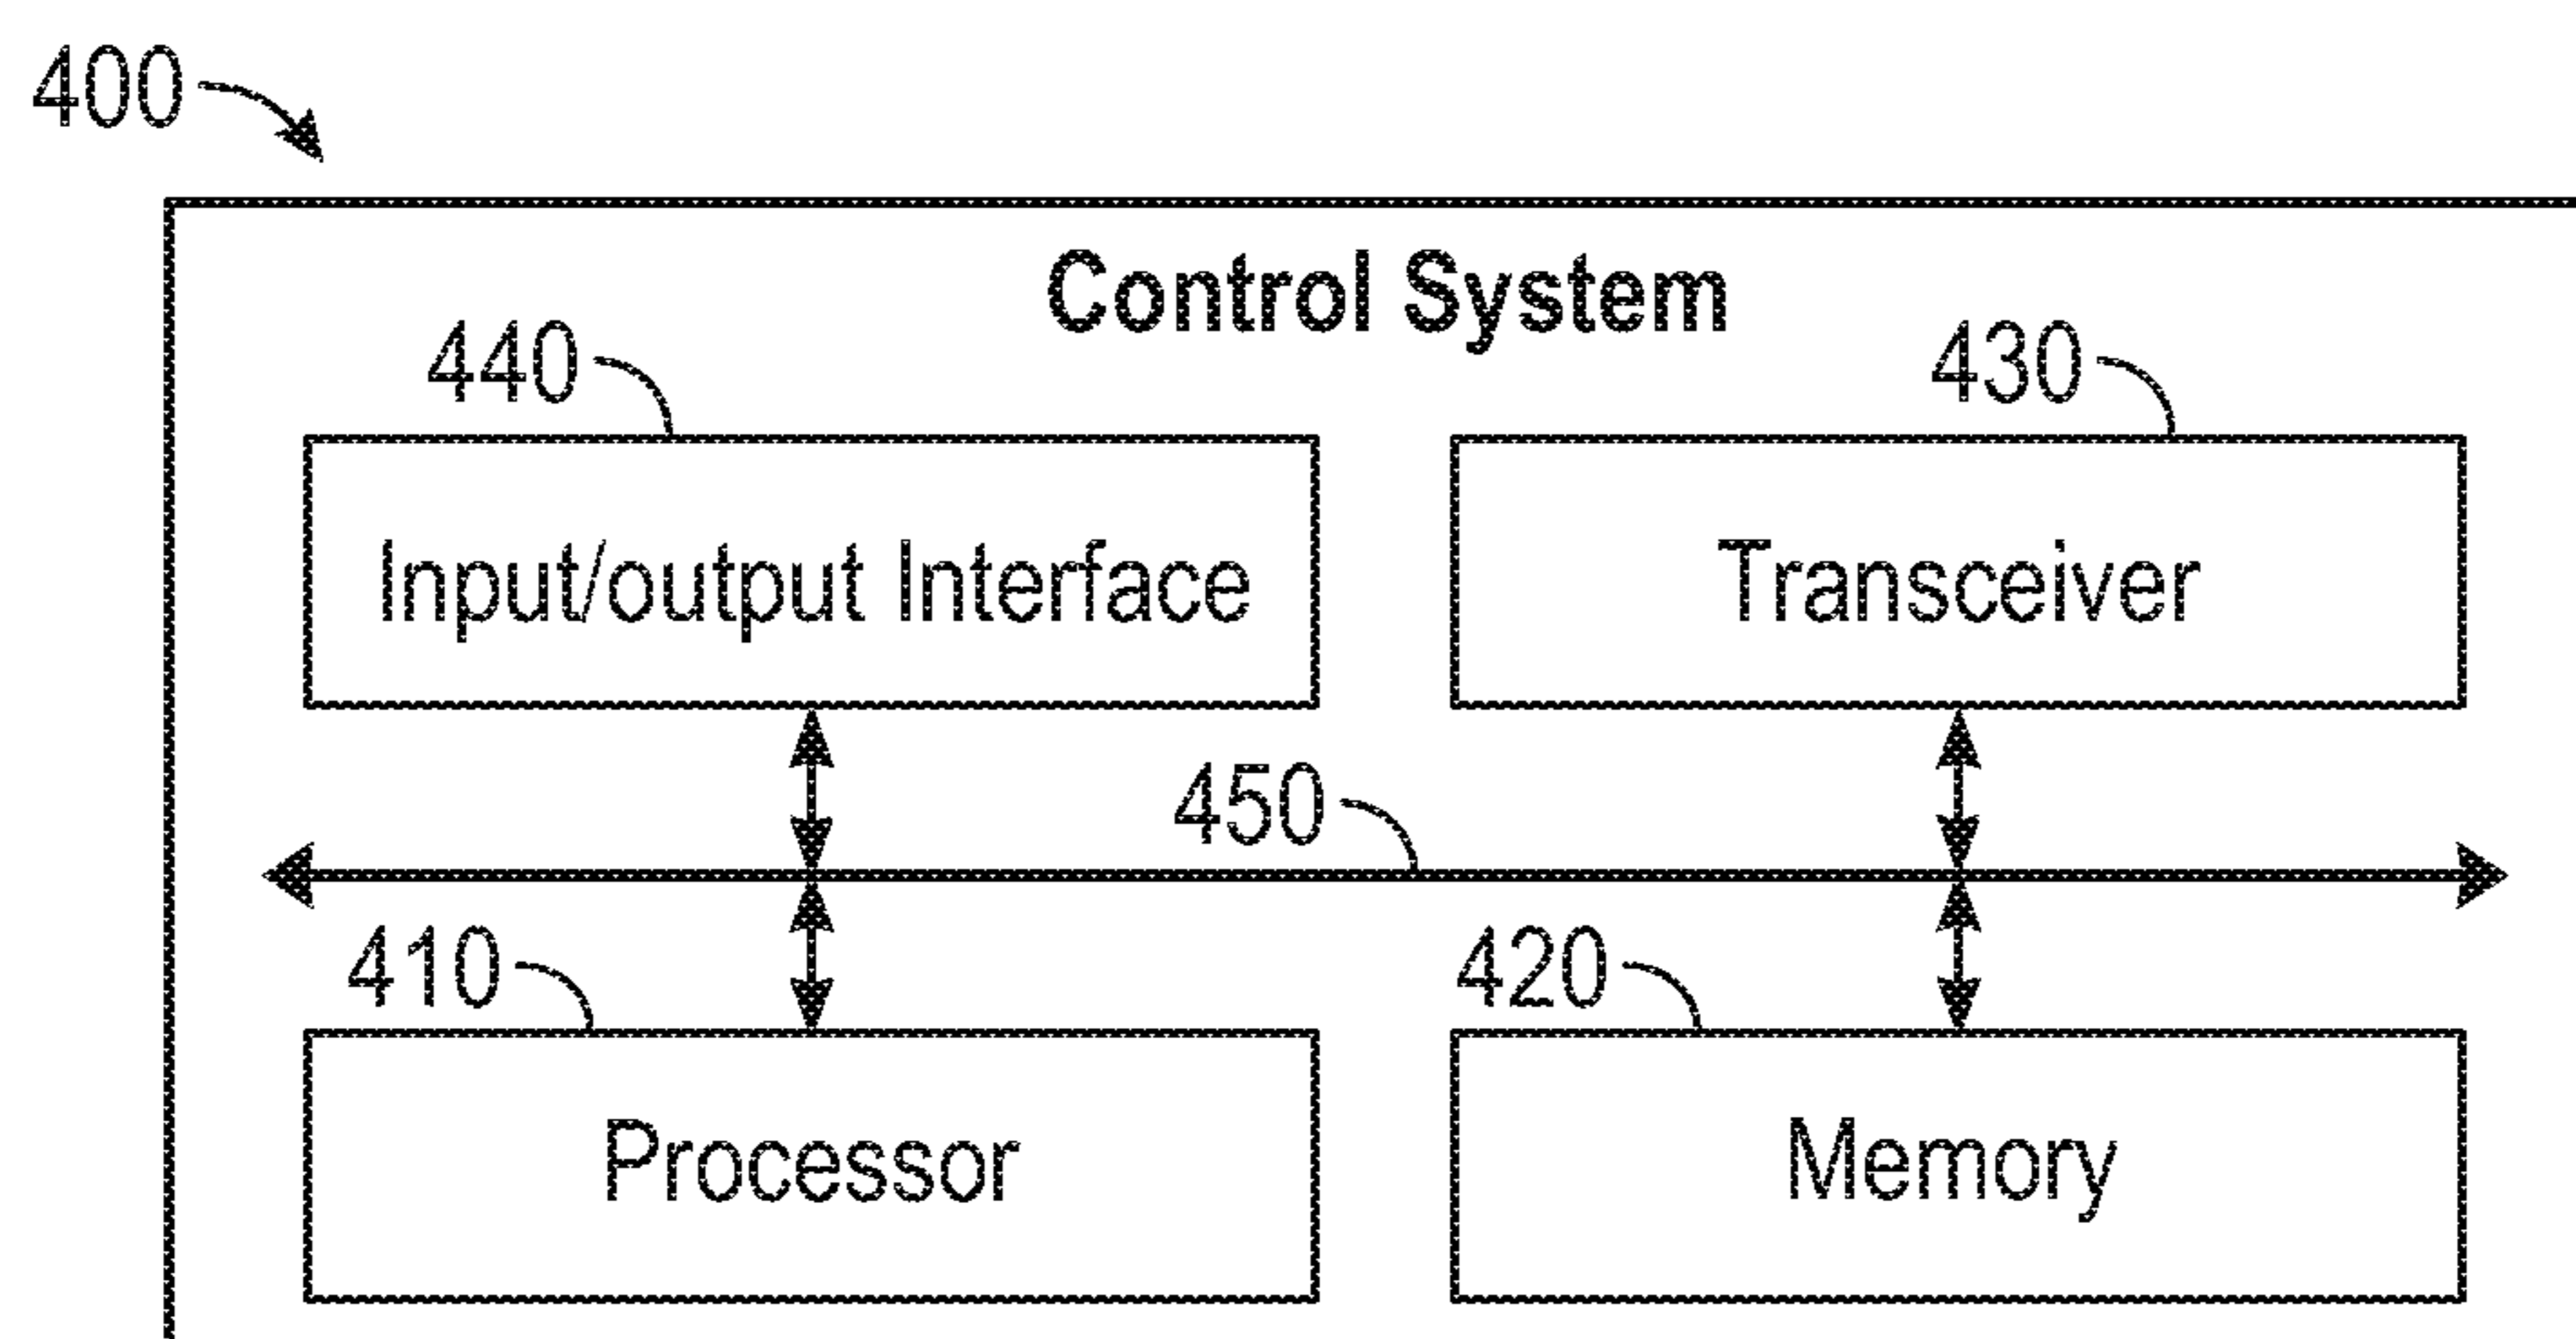 400
Control System
440
430
Input/output Interface
Transceiver
450
410
420
Processor
Memory